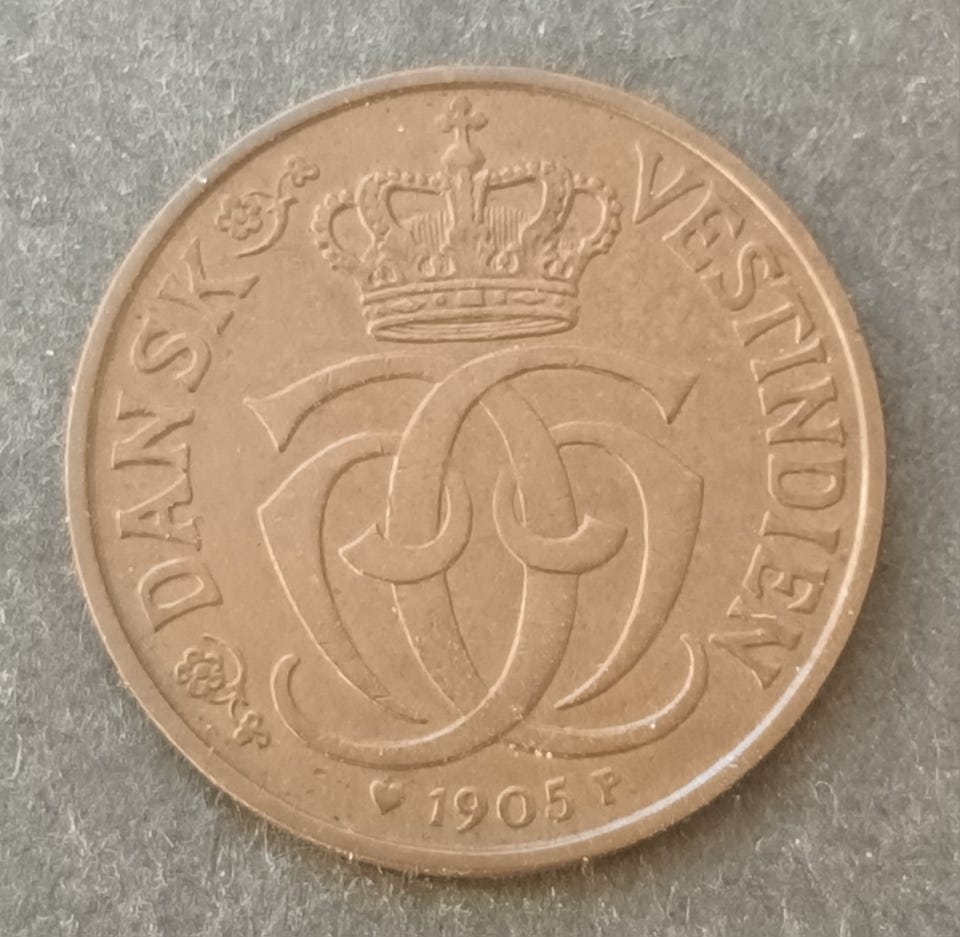 DANSK VESTINDIEN
♥ 1905 P